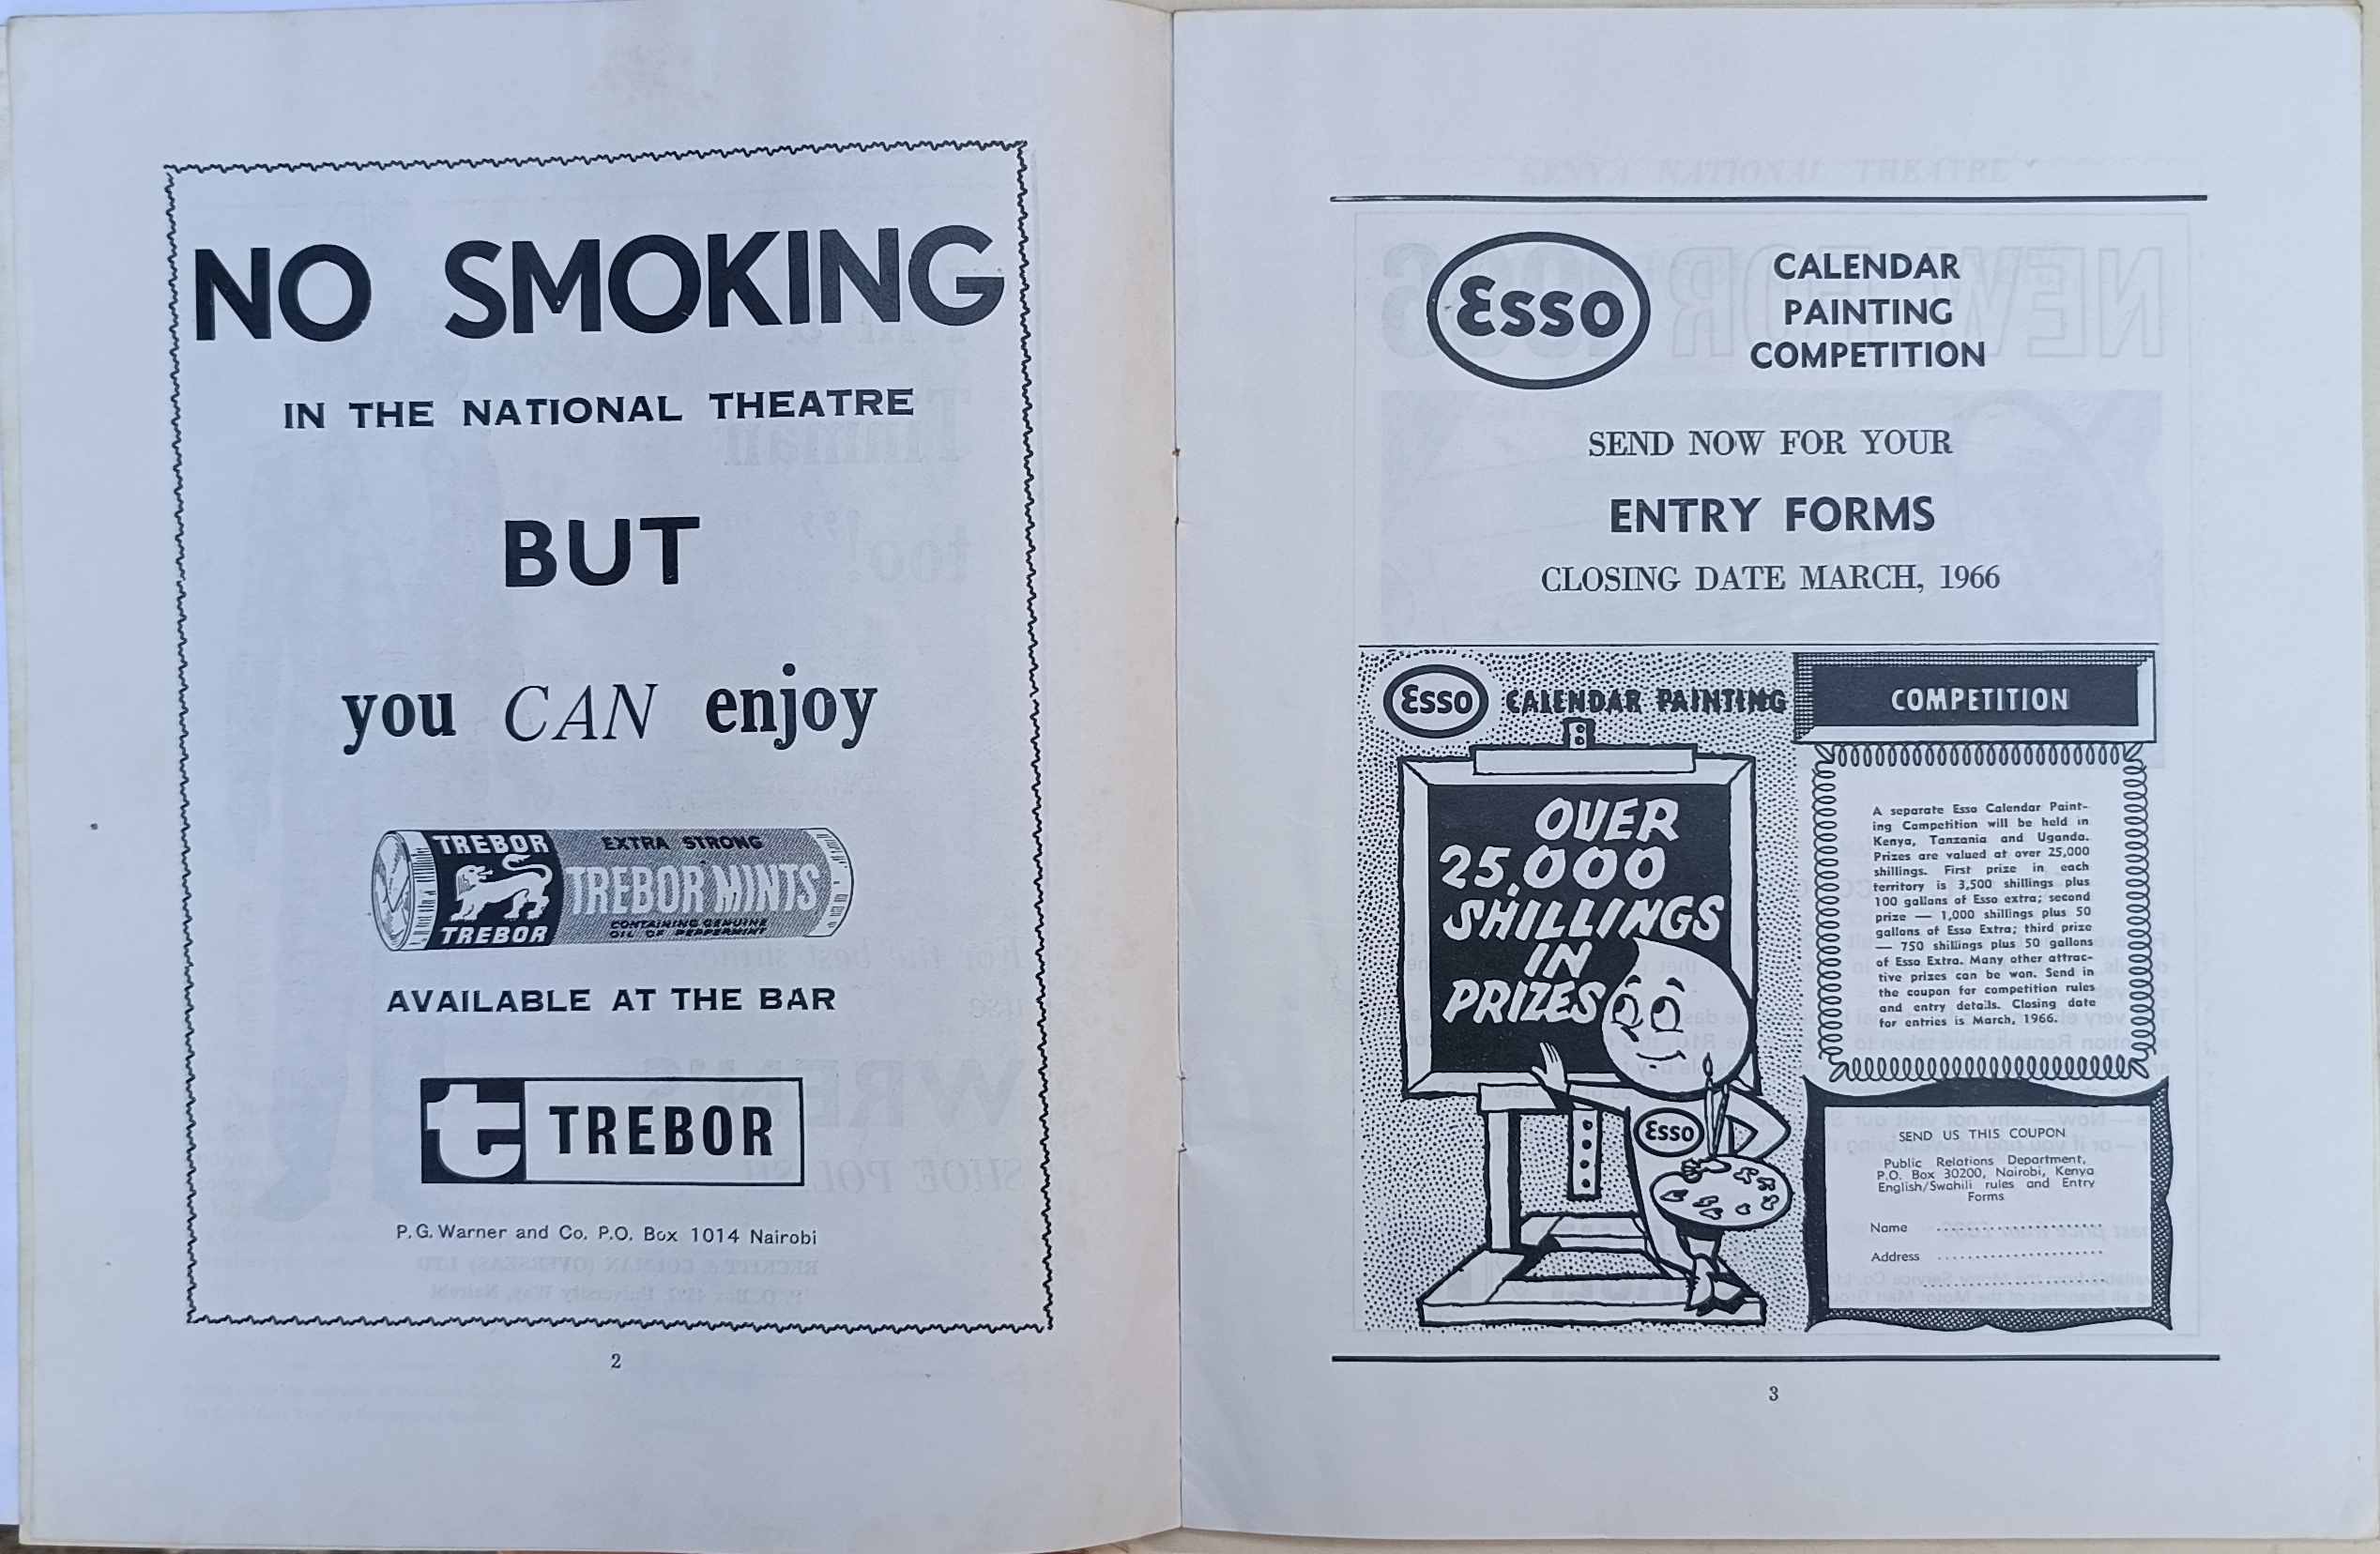 NO SMOKING
IN THE NATIONAL THEATRE
BUT
you CAN enjoy
TREBOR
TREBOR
EXTRA STRONG
TREBOR MINTS
CONTAINING GENUINE
OIL OF PEPPERMINT
AVAILABLE AT THE BAR
t TREBOR
P.G. Warner and Co. P.O. Box 1014 Nairobi
2
Esso
CALENDAR
PAINTING
COMPETITION
SEND NOW FOR YOUR
ENTRY FORMS
CLOSING DATE MARCH, 1966
Esso CALENDAR PAINTING
COMPETITION
OVER
25,000
SHILLINGS
IN
PRIZES
Esso
A separate Esso Calendar Paint-
ing Competition will be held in
Kenya, Tanzania and Uganda.
Prizes are valued at over 25,000
shillings. First prize in each
territory is 3,500 shillings plus
100 gallons of Esso extra; second
prize — 1,000 shillings plus 50
gallons of Esso Extra; third prize
— 750 shillings plus 50 gallons
of Esso Extra. Many other attrac-
tive prizes can be won. Send in
the coupon for competition rules
and entry details. Closing date
for entries is March, 1966.
SEND US THIS COUPON
Public Relations Department,
P.O. Box 30200, Nairobi, Kenya
English/Swahili rules and Entry
Forms
Name
Address
3